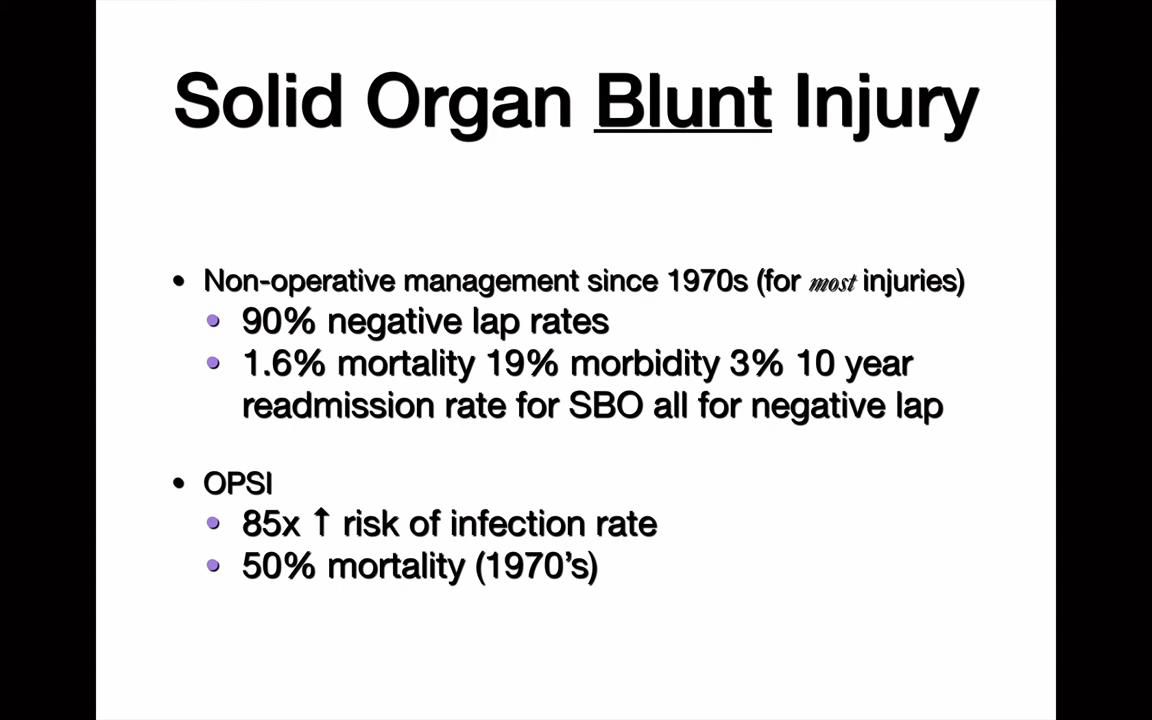 Solid Organ Blunt Injury
• Non-operative management since 1970s (for most injuries)
• 90% negative lap rates
• 1.6% mortality 19% morbidity 3% 10 year
readmission rate for SBO all for negative lap
• OPSI
• 85x ↑ risk of infection rate
• 50% mortality (1970’s)